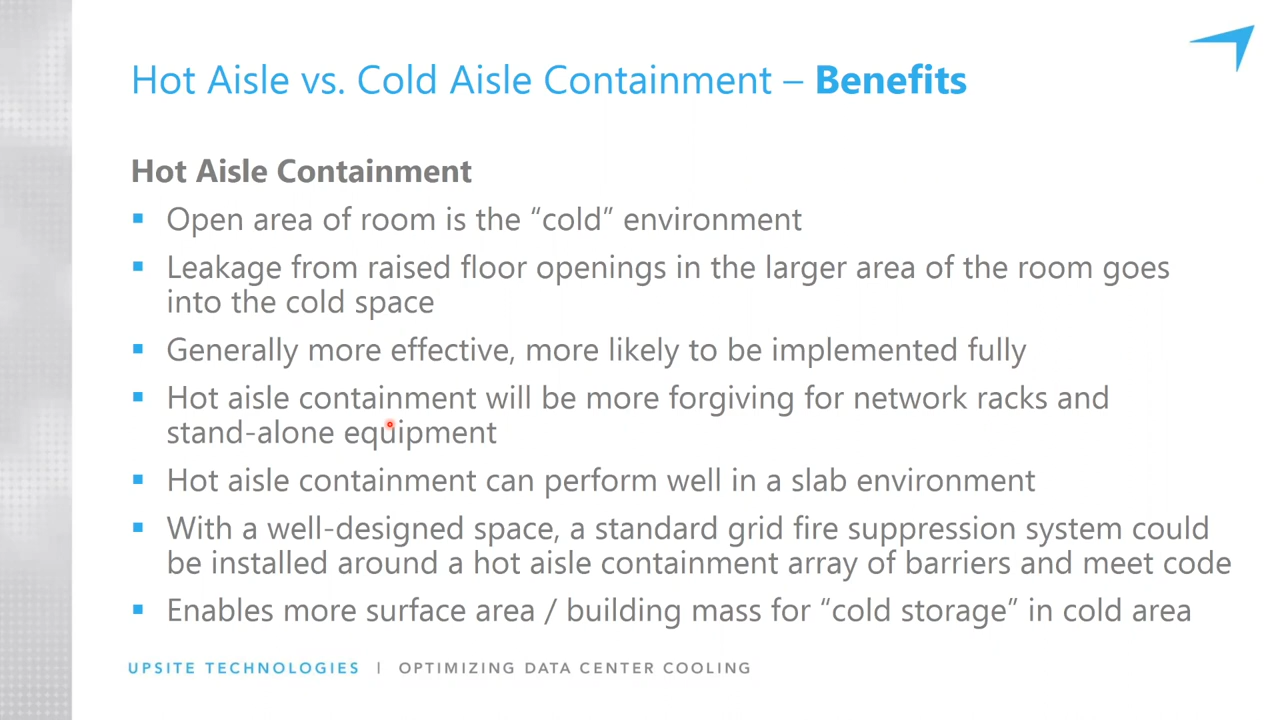 Hot Aisle vs. Cold Aisle Containment – Benefits
Hot Aisle Containment
▪ Open area of room is the “cold” environment
▪ Leakage from raised floor openings in the larger area of the room goes
into the cold space
▪ Generally more effective, more likely to be implemented fully
▪ Hot aisle containment will be more forgiving for network racks and
stand-alone equipment
▪ Hot aisle containment can perform well in a slab environment
▪ With a well-designed space, a standard grid fire suppression system could
be installed around a hot aisle containment array of barriers and meet code
▪ Enables more surface area / building mass for “cold storage” in cold area
UPSITE TECHNOLOGIES | OPTIMIZING DATA CENTER COOLING